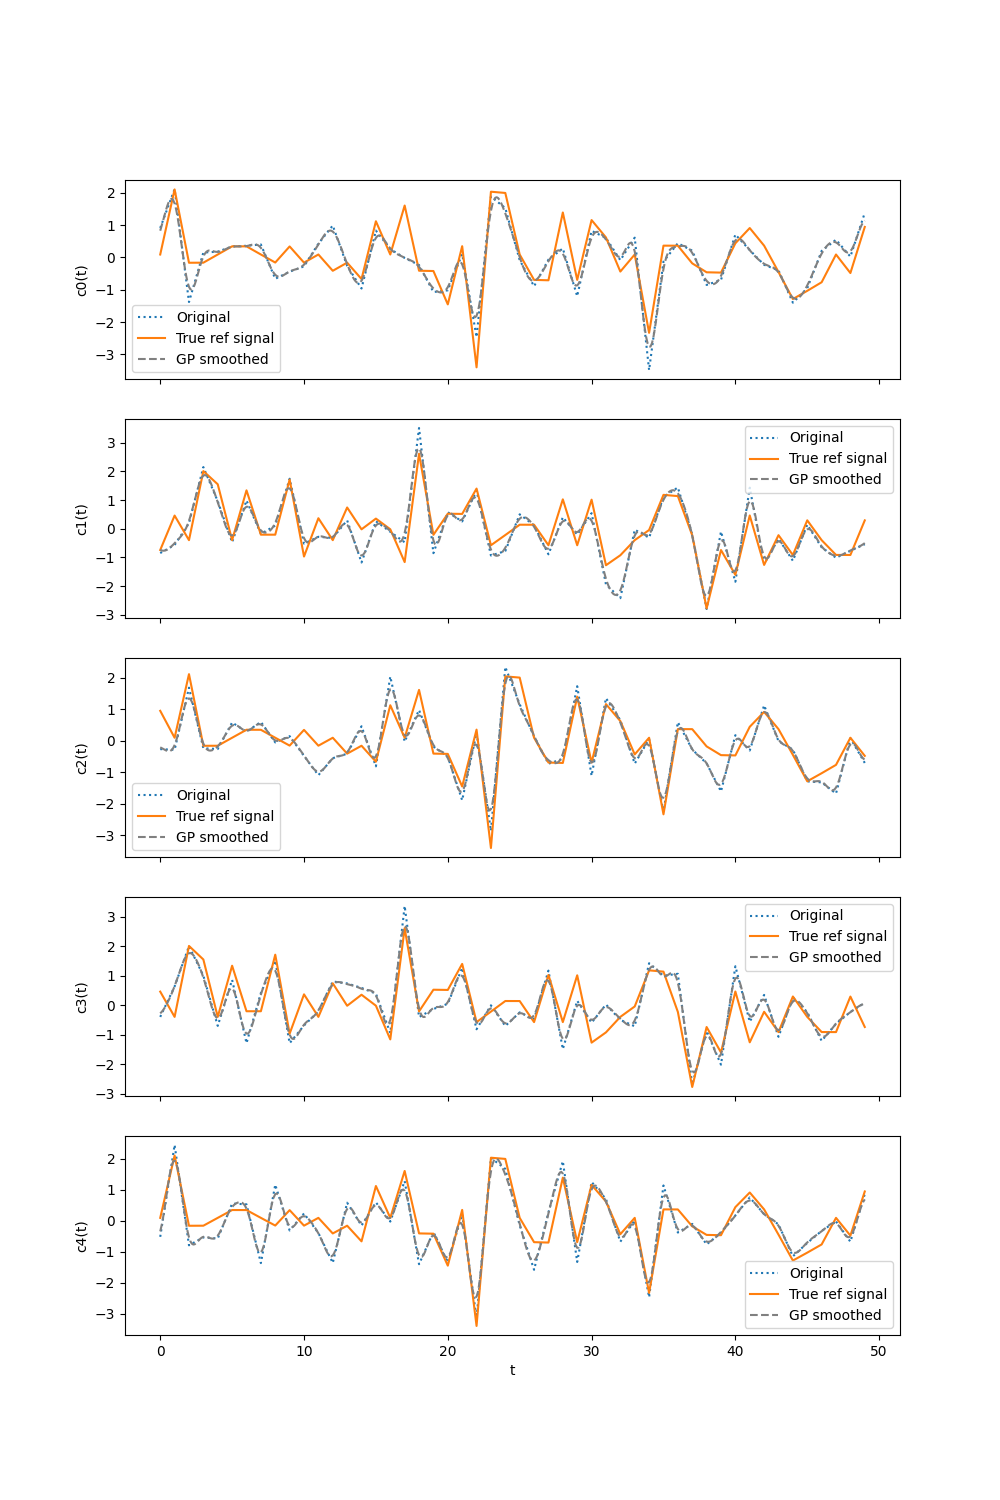 c0(t)
2
1
0
−1
−2
−3
Original
True ref signal
GP smoothed
c1(t)
3
2
1
0
−1
−2
−3
Original
True ref signal
GP smoothed
c2(t)
2
1
0
−1
−2
−3
Original
True ref signal
GP smoothed
c3(t)
3
2
1
0
−1
−2
−3
Original
True ref signal
GP smoothed
c4(t)
2
1
0
−1
−2
−3
Original
True ref signal
GP smoothed
0 10 20 30 40 50
t